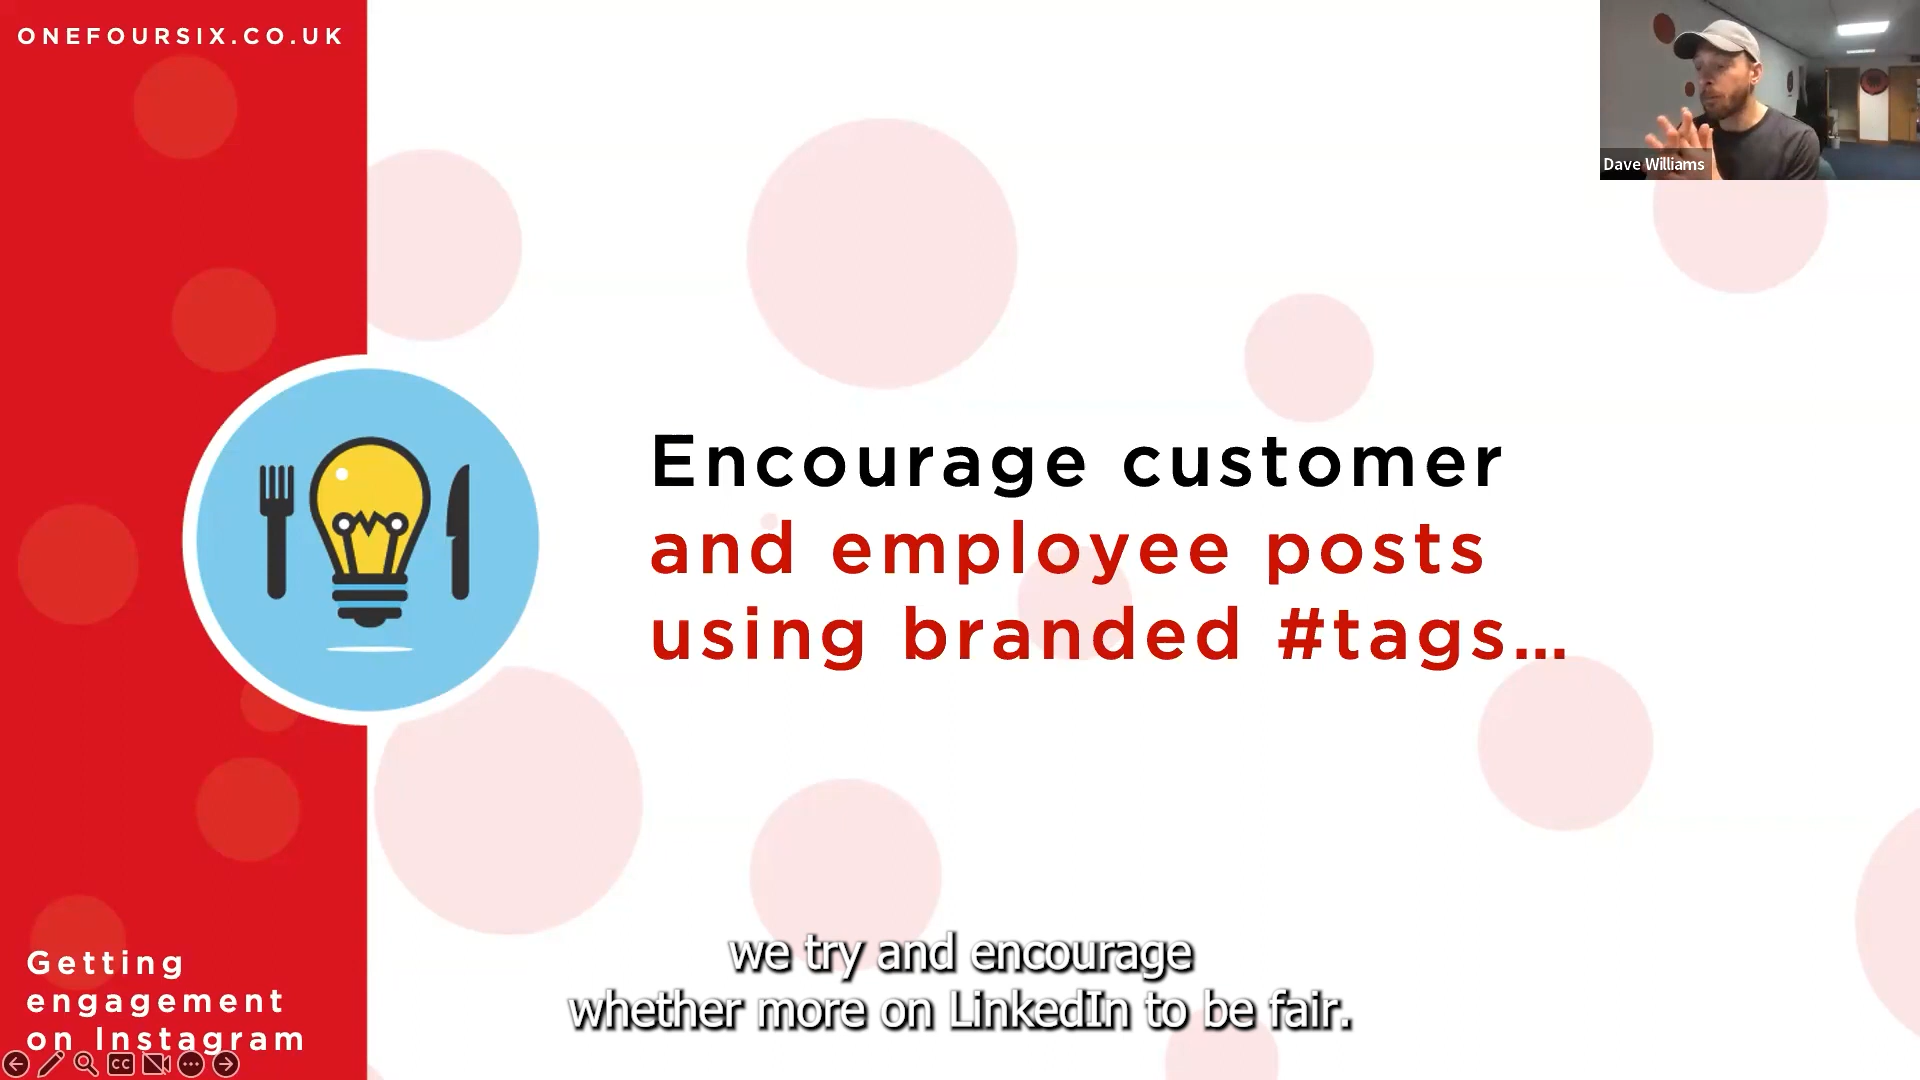 ONEFOURSIX.CO.UK
Dave Williams
Encourage customer
and employee posts
using branded #tags...
we try and encourage
whether more on LinkedIn to be fair.
Getting
engagement
on Instagram
CC